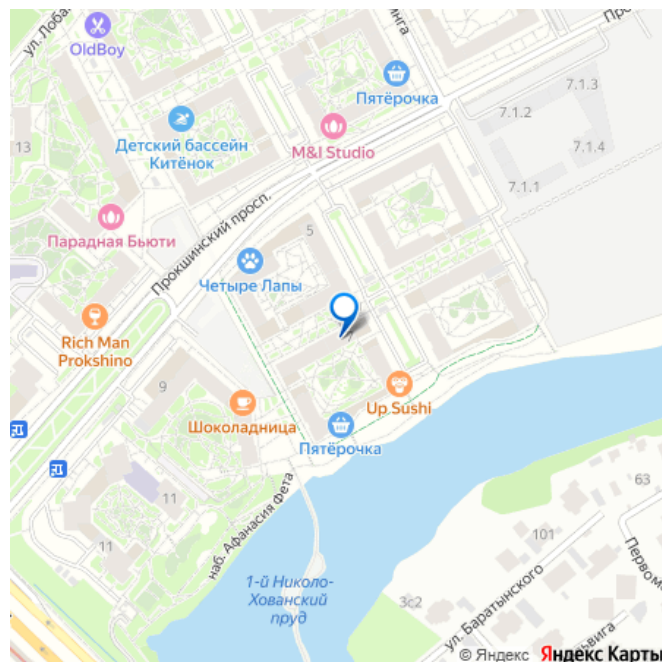 ул. Лоба
OldBoy
Пятёрочка
Про
7.1.3
7.1.2
7.1.4
7.1.1
13
Детский бассейн
Китёнок
M&I Studio
Прокшинский просп.
Парадная Бьюти
5
Четыре Лапы
Rich Man
Prokshino
9
Шоколадница
Up Sushi
Пятёрочка
11
11
наб. Афанасия Фета
1-й Николо-
Хованский
пруд
63
101
3с2
ул. Баратынского
Первом
© Яндекс Яндекс Карты